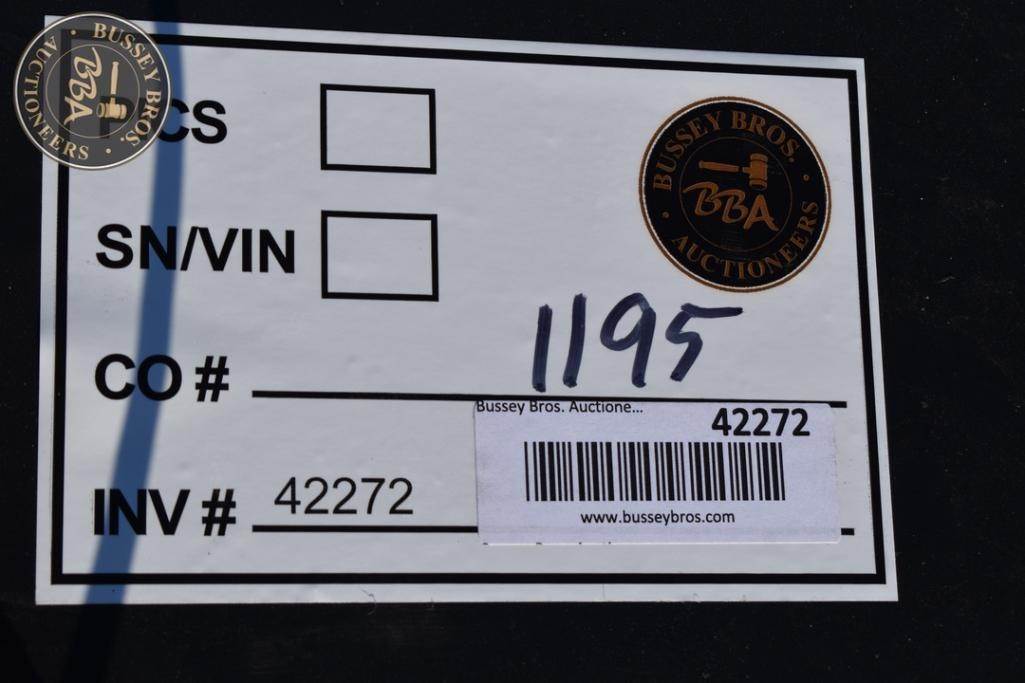 BUSSEY BROS.
BBA
AUCTIONEERS
CS
BUSSEY BROS.
BBA
AUCTIONEERS
SN/VIN
1195
CO #
Bussey Bros. Auctione...
42272
INV # 42272
www.busseybros.com